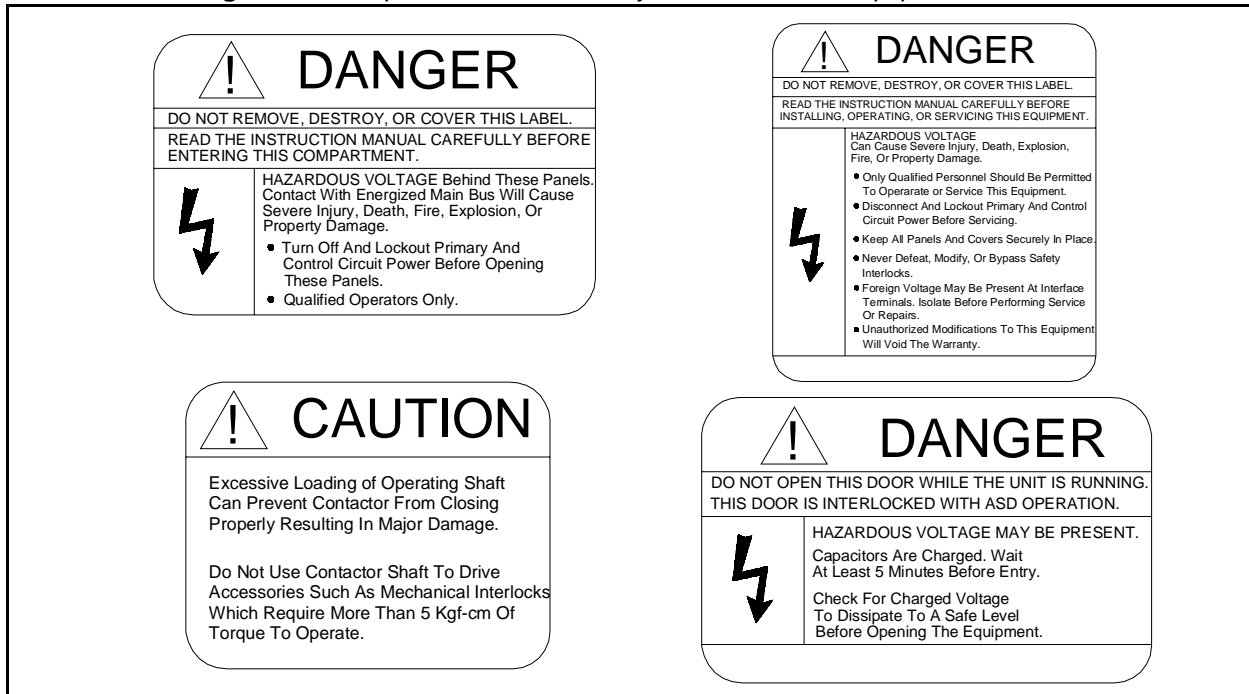 DANGER
DO NOT REMOVE, DESTROY, OR COVER THIS LABEL.
READ THE INSTRUCTION MANUAL CAREFULLY BEFORE
ENTERING THIS COMPARTMENT.
HAZARDOUS VOLTAGE Behind These Panels.
Contact With Energized Main Bus Will Cause
Severe Injury, Death, Fire, Explosion, Or
Property Damage.
• Turn Off And Lockout Primary And
Control Circuit Power Before Opening
These Panels.
• Qualified Operators Only.
DANGER
DO NOT REMOVE, DESTROY, OR COVER THIS LABEL.
READ THE INSTRUCTION MANUAL CAREFULLY BEFORE
INSTALLING, OPERATING, OR SERVICING THIS EQUIPMENT.
HAZARDOUS VOLTAGE
Can Cause Severe Injury, Death, Explosion,
Fire, Or Property Damage.
• Only Qualified Personnel Should Be Permitted
To Operarate or Service This Equipment.
• Disconnect And Lockout Primary And Control
Circuit Power Before Servicing.
• Keep All Panels And Covers Securely In Place.
• Never Defeat, Modify, Or Bypass Safety
Interlocks.
• Foreign Voltage May Be Present At Interface
Terminals. Isolate Before Performing Service
Or Repairs.
• Unauthorized Modifications To This Equipment
Will Void The Warranty.
CAUTION
Excessive Loading of Operating Shaft
Can Prevent Contactor From Closing
Properly Resulting In Major Damage.
Do Not Use Contactor Shaft To Drive
Accessories Such As Mechanical Interlocks
Which Require More Than 5 Kgf-cm Of
Torque To Operate.
DANGER
DO NOT OPEN THIS DOOR WHILE THE UNIT IS RUNNING.
THIS DOOR IS INTERLOCKED WITH ASD OPERATION.
HAZARDOUS VOLTAGE MAY BE PRESENT.
Capacitors Are Charged. Wait
At Least 5 Minutes Before Entry.
Check For Charged Voltage
To Dissipate To A Safe Level
Before Opening The Equipment.